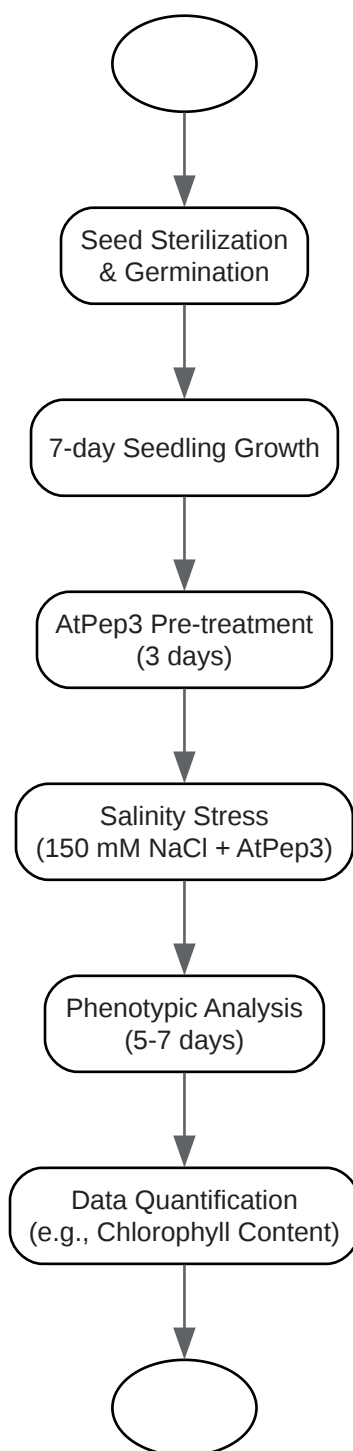 Seed Sterilization
& Germination
7-day Seedling Growth
AtPep3 Pre-treatment
(3 days)
Salinity Stress
(150 mM NaCl + AtPep3)
Phenotypic Analysis
(5-7 days)
Data Quantification
(e.g., Chlorophyll Content)